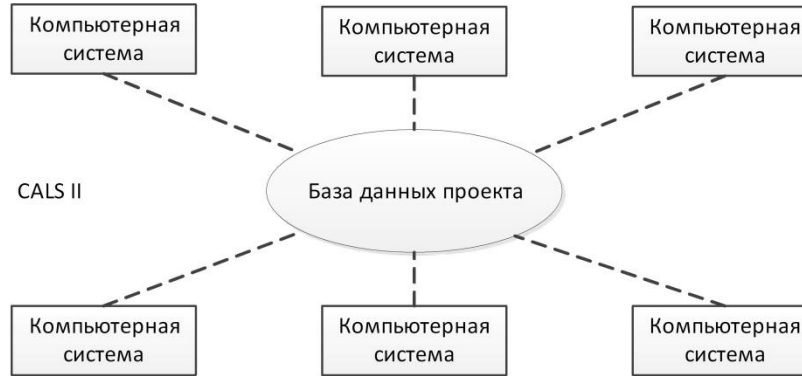 Компьютерная
система
Компьютерная
система
Компьютерная
система
CALS II
База данных проекта
Компьютерная
система
Компьютерная
система
Компьютерная
система